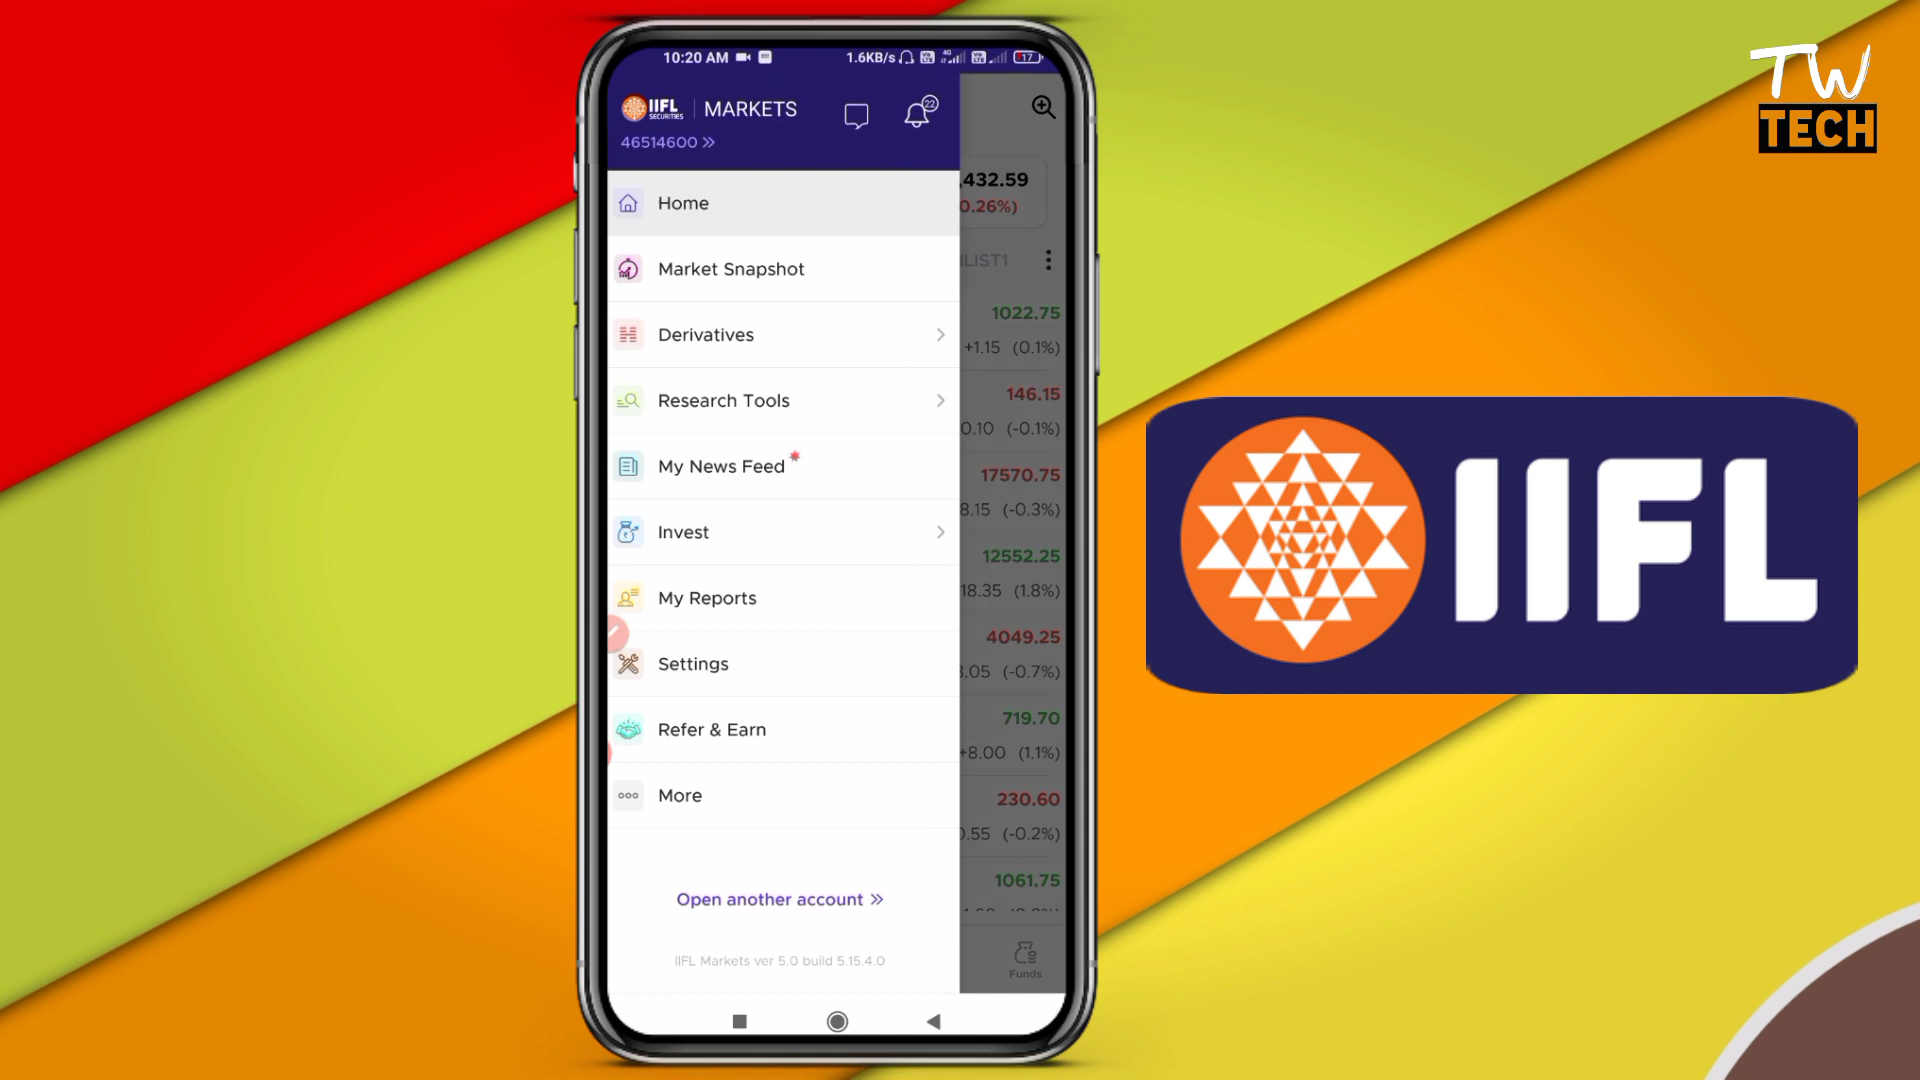 10:20 AM
1.6KB/s
4G
17
IIFL
SECURITIES
MARKETS
22
46514600 »
Home
Market Snapshot
Derivatives
Research Tools
My News Feed
Invest
My Reports
Settings
Refer & Earn
More
Open another account »
IIFL Markets ver 5.0 build 5.15.4.0
,432.59
0.26%)
LIST1
1022.75
+1.15 (0.1%)
146.15
0.10 (-0.1%)
17570.75
8.15 (-0.3%)
12552.25
18.35 (1.8%)
4049.25
.05 (-0.7%)
719.70
+8.00 (1.1%)
230.60
0.55 (-0.2%)
1061.75
Funds
TW
TECH
IIFL